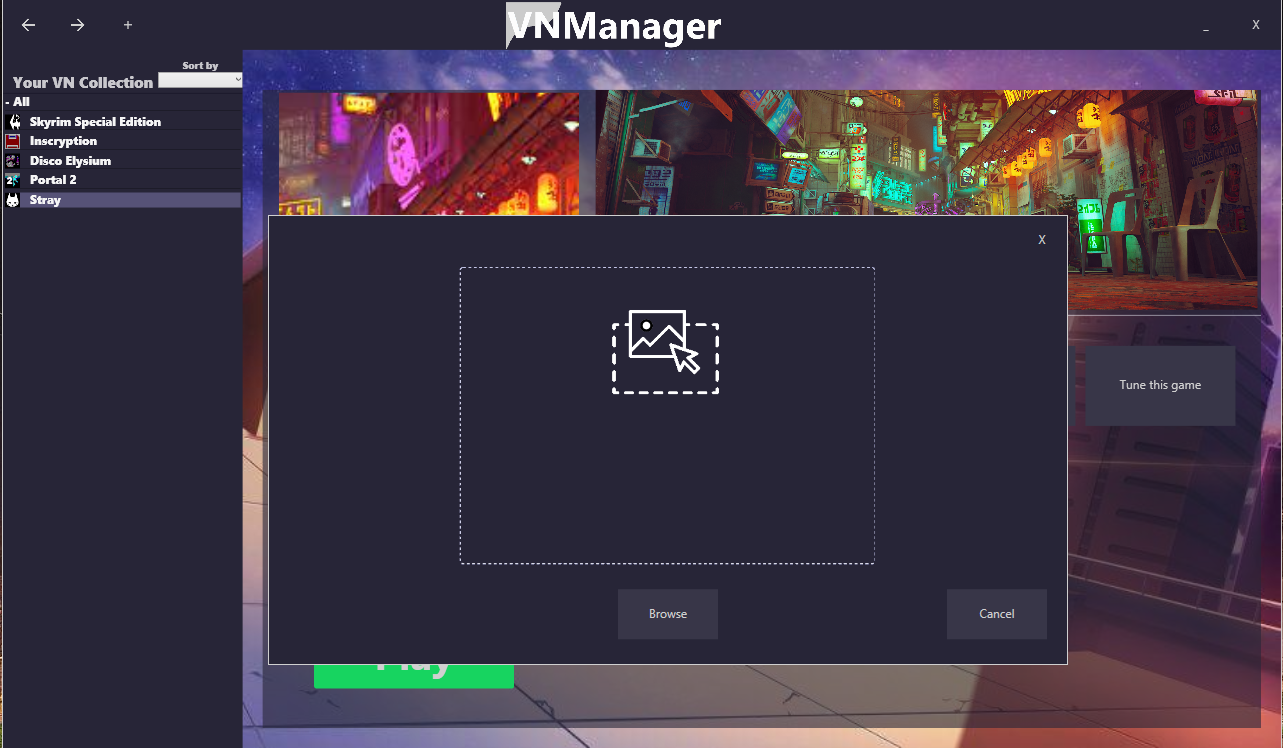 VNManager
_
X
+
Sort by
Your VN Collection
- All
Skyrim Special Edition
Inscryption
Disco Elysium
Portal 2
Stray
X
Tune this game
Browse
Cancel
Play